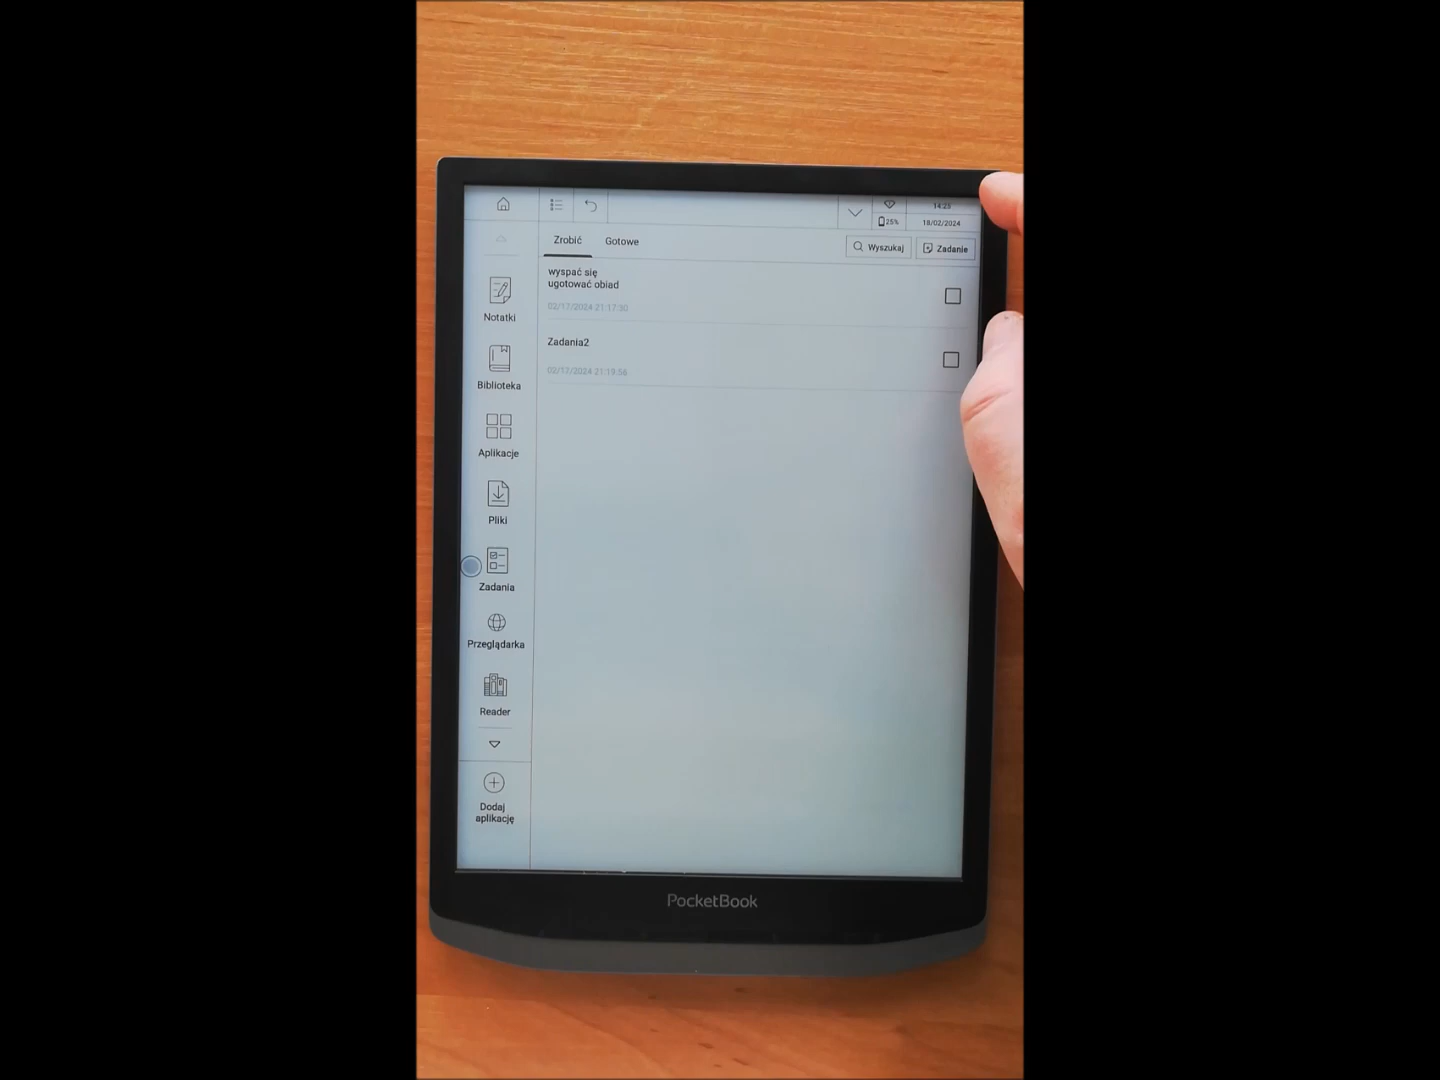 14:25
25%
18/02/2024
Zrobić
Gotowe
Wyszukaj
Zadanie
wyspać się
ugotować obiad
02/17/2024 21:17:30
Zadania2
02/17/2024 21:19:56
Notatki
Biblioteka
Aplikacje
Pliki
Zadania
Przeglądarka
Reader
Dodaj
aplikację
PocketBook